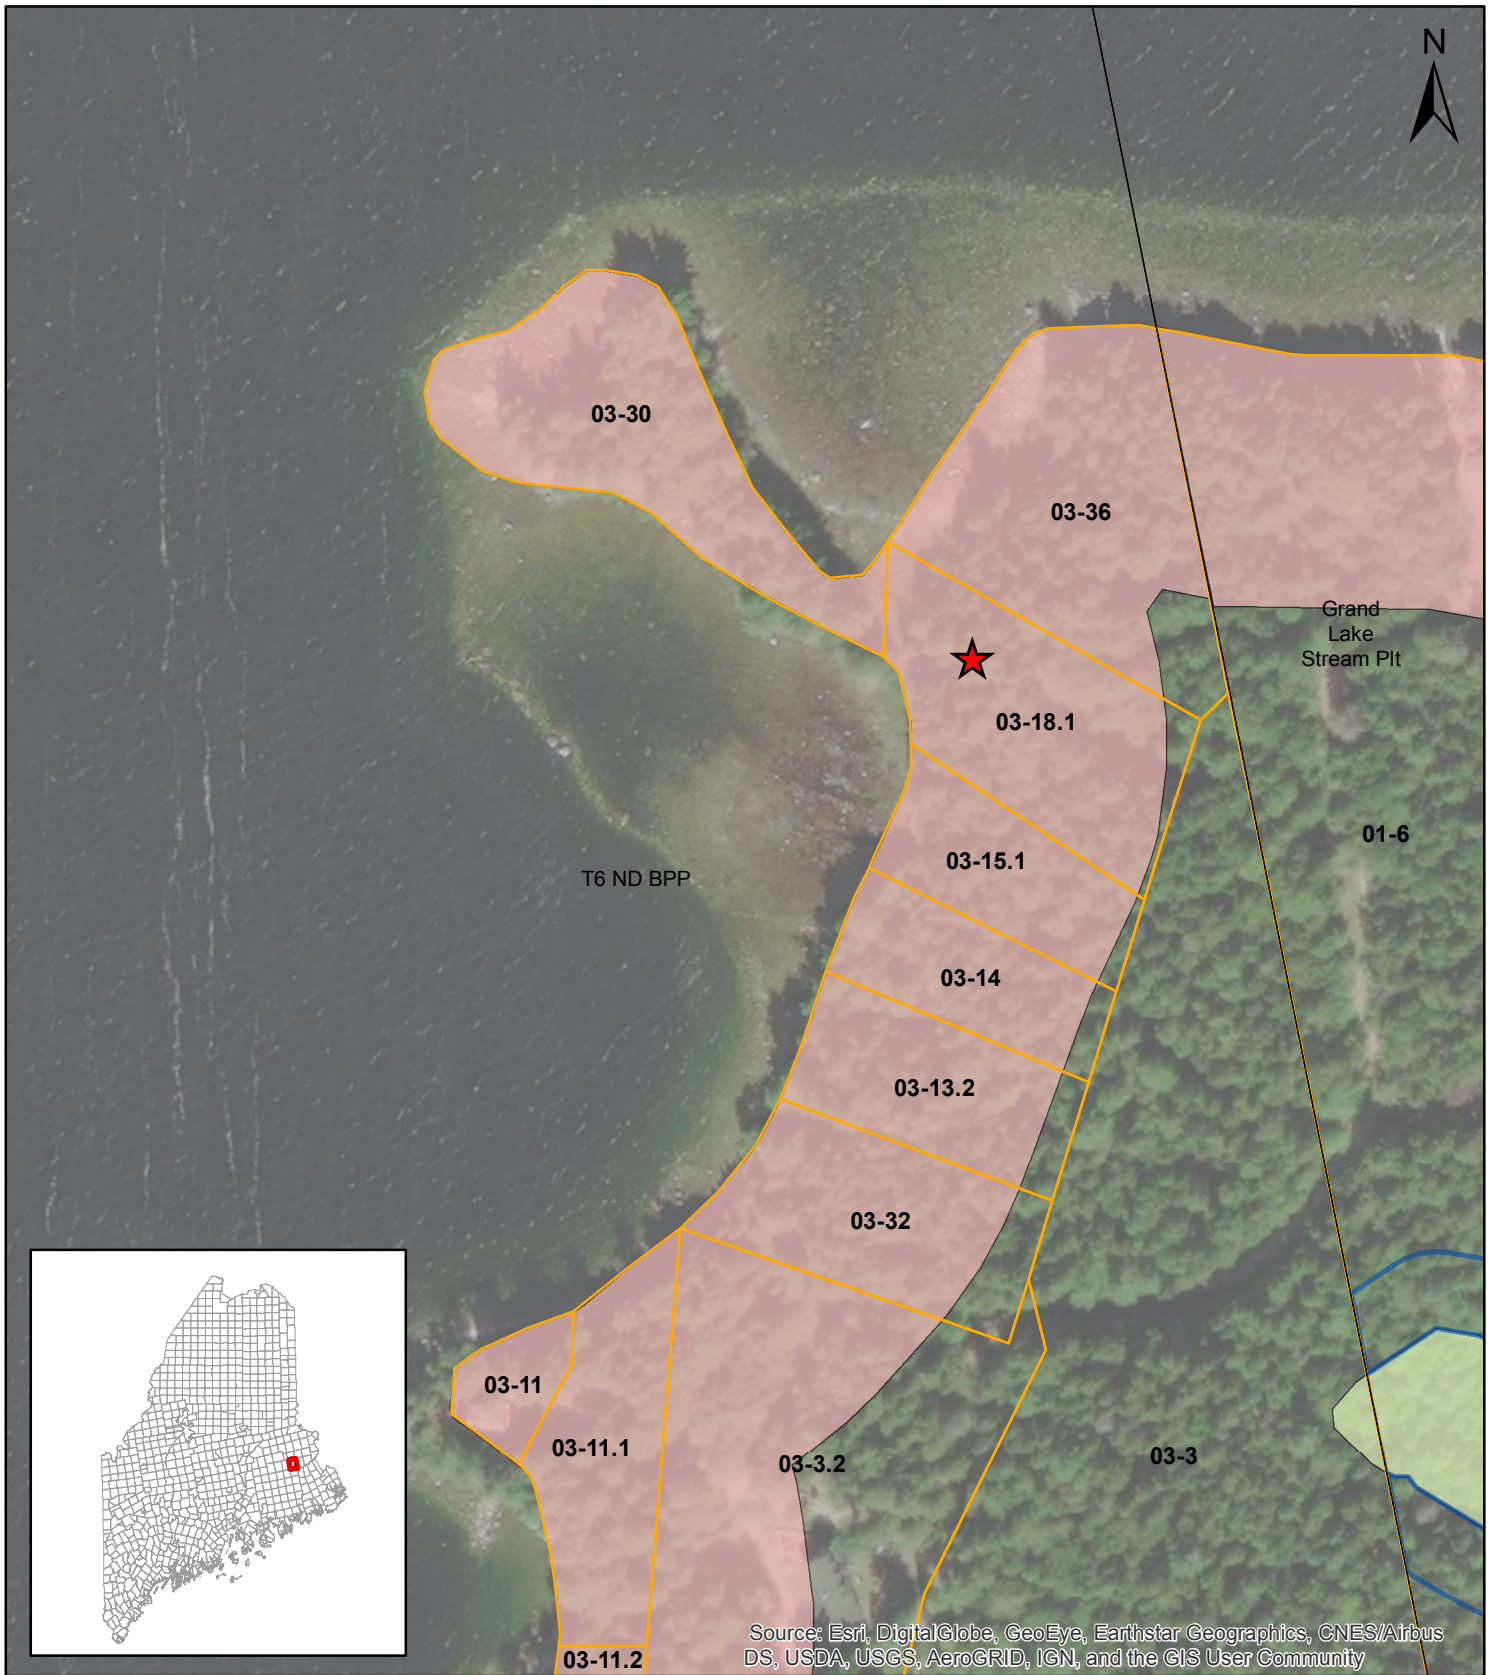 N
03-30
03-36
Grand
Lake
Stream Plt
03-18.1
01-6
03-15.1
T6 ND BPP
03-14
03-13.2
03-32
03-11
03-11.1
03-3.2
03-3
03-11.2
Source: Esri, DigitalGlobe, GeoEye, Earthstar Geographics, CNES/Airbus
DS, USDA, USGS, AeroGRID, IGN, and the GIS User Community